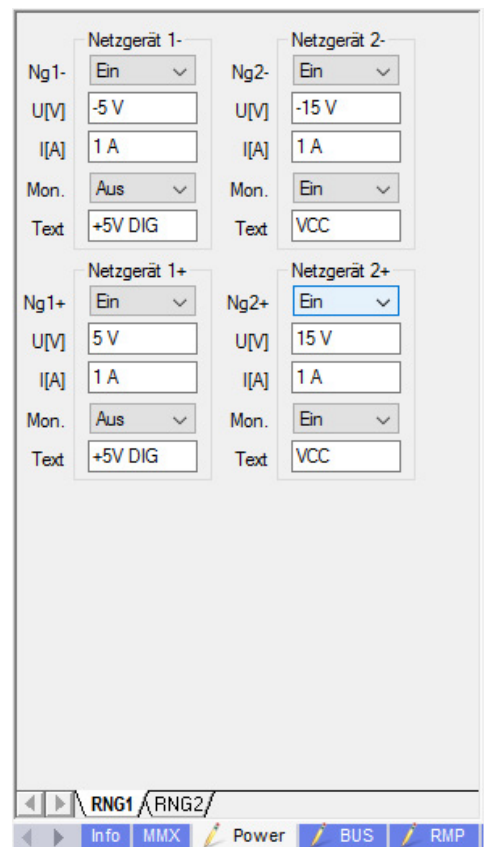 Netzgerät 1- Netzgerät 2-
Ng1- Ein Ng2- Ein
U[V] -5 V U[V] -15 V
I[A] 1 A I[A] 1 A
Mon. Aus Mon. Ein
Text +5V DIG Text VCC
Netzgerät 1+ Netzgerät 2+
Ng1+ Ein Ng2+ Ein
U[V] 5 V U[V] 15 V
I[A] 1 A I[A] 1 A
Mon. Aus Mon. Ein
Text +5V DIG Text VCC
RNG1 RNG2
Info MMX Power BUS RMP